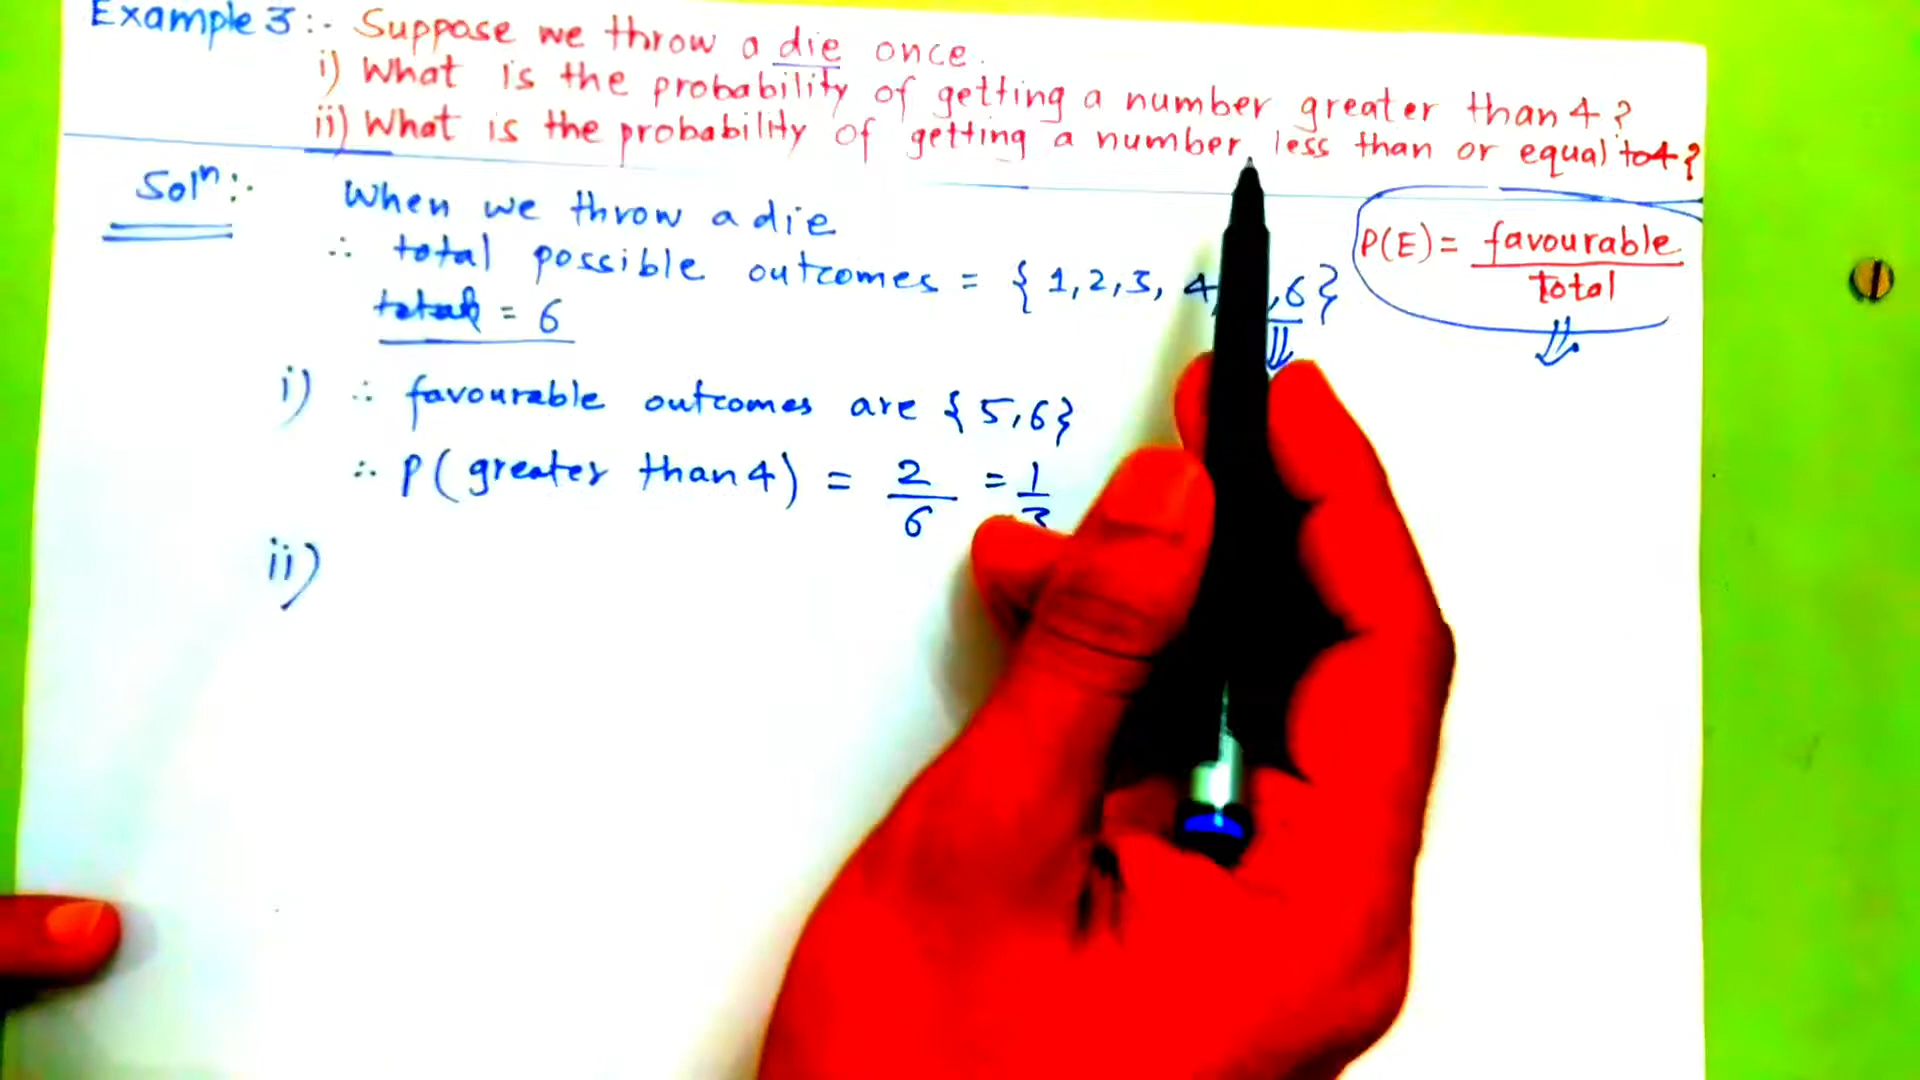 Example 3 :- Suppose we throw a die once.
i) What is the probability of getting a number greater than 4?
ii) What is the probability of getting a number less than or equal to 4?
Solⁿ:- When we throw a die
∴ total possible outcomes = { 1, 2, 3, 4, ,6}
total = 6
P(E) = favourable / Total
i) ∴ favourable outcomes are { 5, 6}
∴ P( greater than 4) = 2/6 = 1/3
ii)